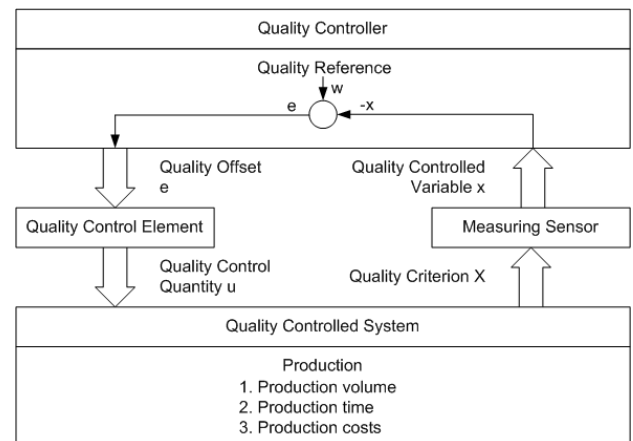 Quality Controller
Quality Reference
w
e
-x
Quality Offset
e
Quality Controlled
Variable x
Quality Control Element
Measuring Sensor
Quality Control
Quantity u
Quality Criterion X
Quality Controlled System
Production
1. Production volume
2. Production time
3. Production costs